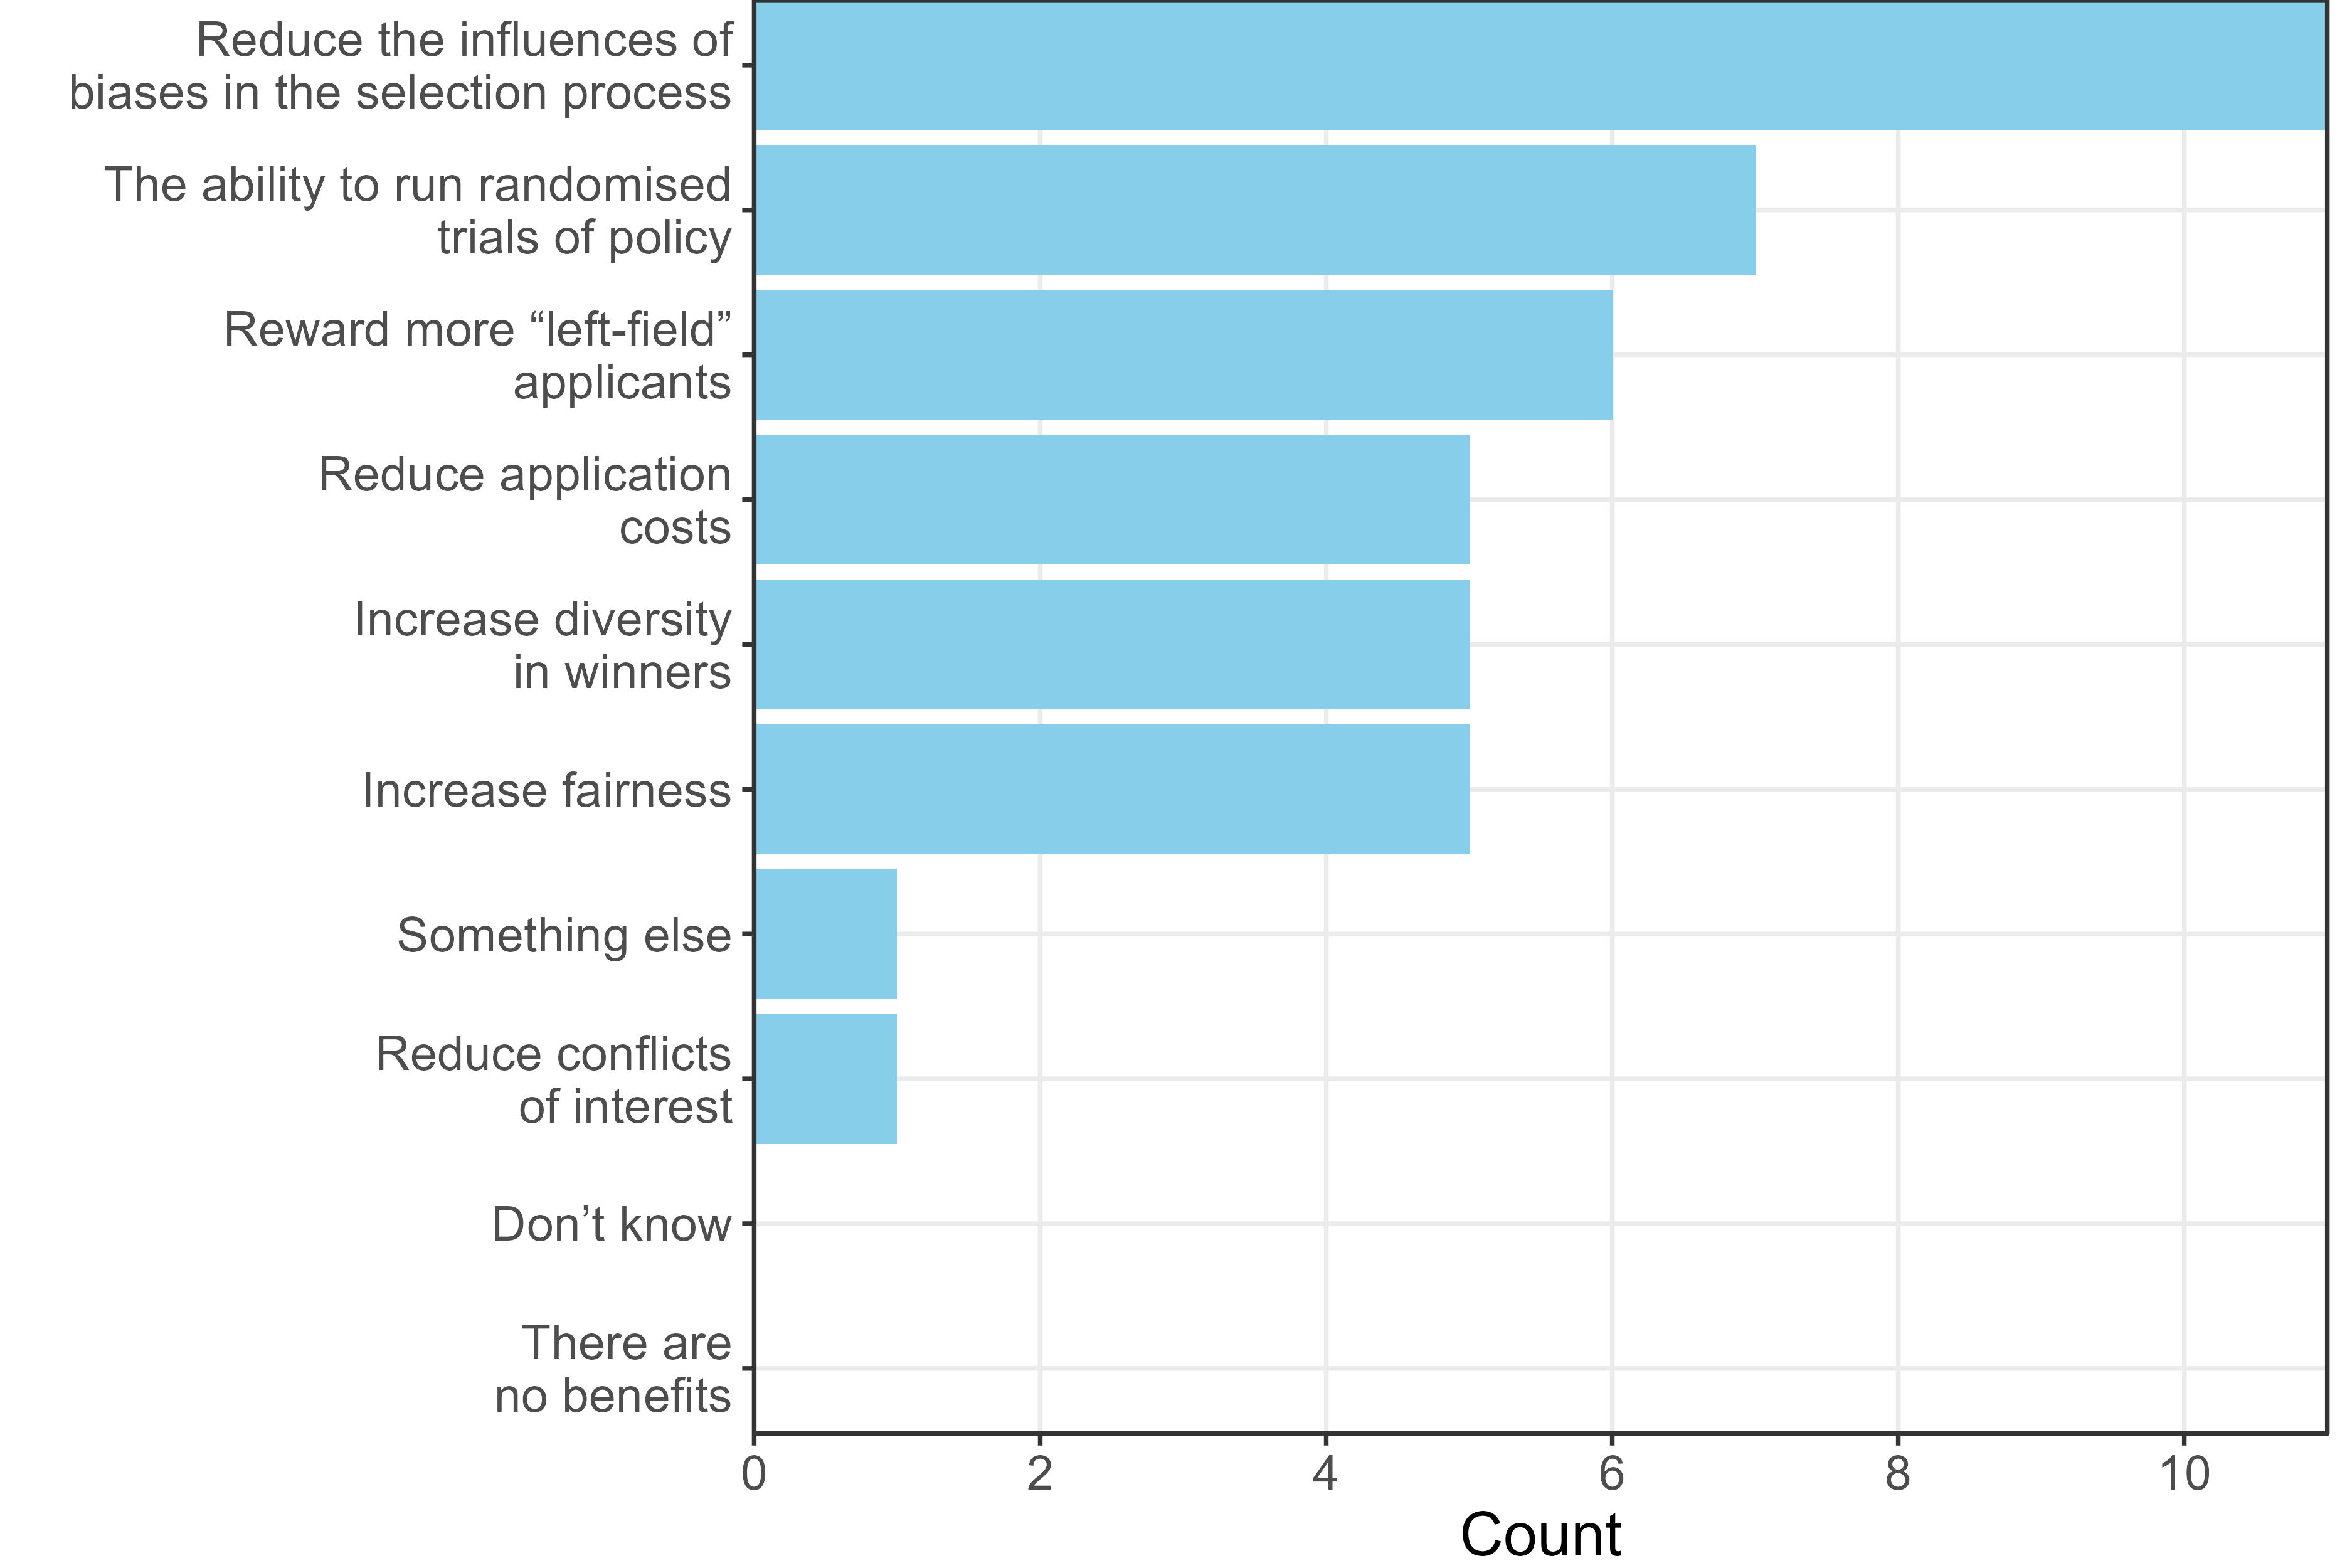 Reduce the influences of
biases in the selection process
The ability to run randomised
trials of policy
Reward more “left-field”
applicants
Reduce application
costs
Increase diversity
in winners
Increase fairness
Something else
Reduce conflicts
of interest
Don’t know
There are
no benefits
0 2 4 6 8 10
Count